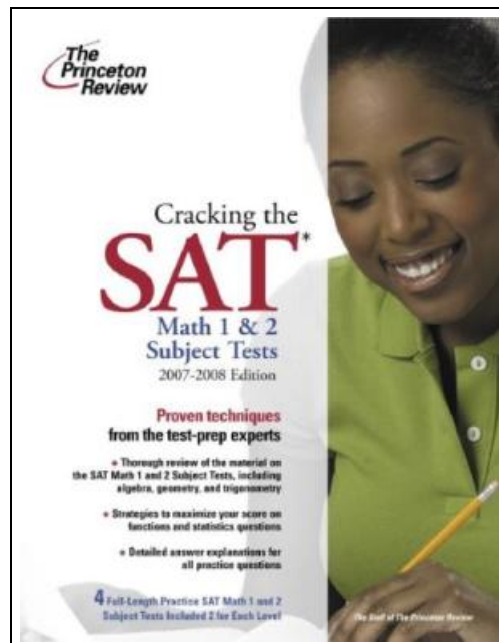 The
Princeton
Review
Cracking the
SAT*
Math 1 & 2
Subject Tests
2007-2008 Edition
Proven techniques
from the test-prep experts
Thorough review of the material on
the SAT Math 1 and 2 Subject Tests, including
algebra, geometry, and trigonometry
Strategies to maximize your score on
functions and statistics questions
Detailed answer explanations for
all practice questions
4 Full-Length Practice SAT Math 1 and 2
Subject Tests Included 2 for Each Level
The Staff of The Princeton Review